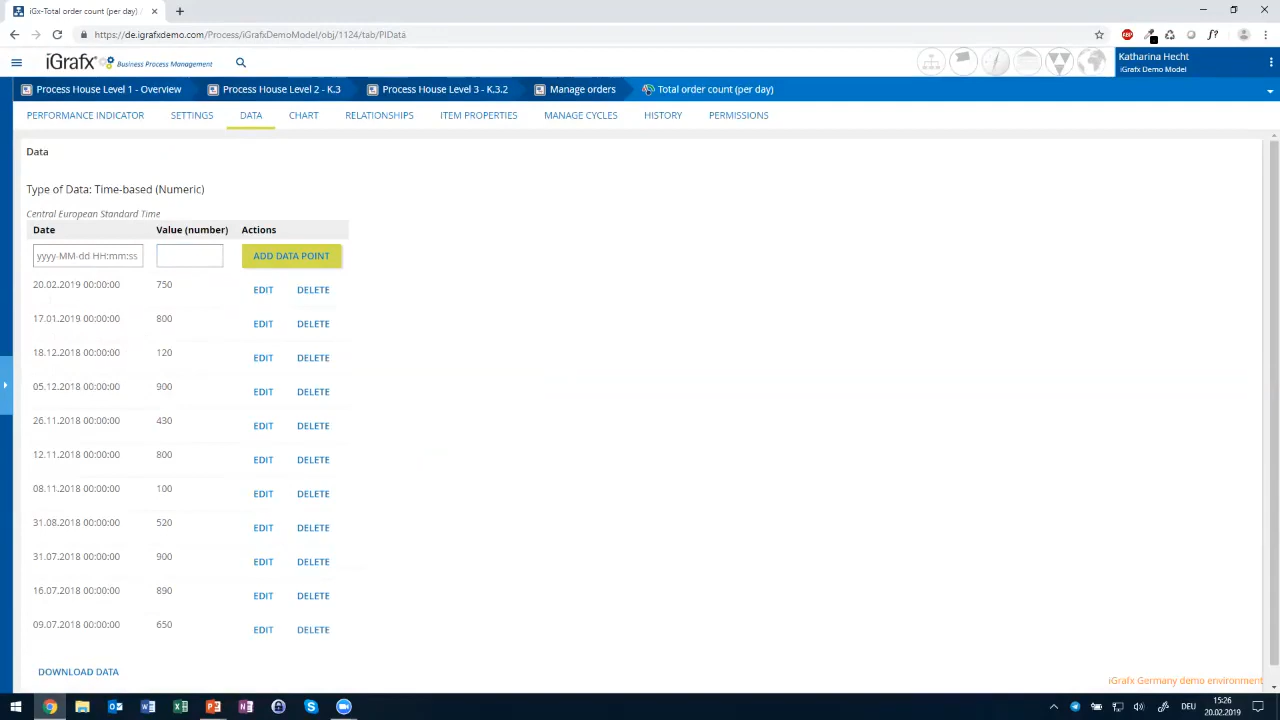 iGx-Total order count (per day) /
https://de.igrafxdemo.com/Process/iGrafxDemoModel/obj/1124/tab/PIData
ABP
f?
iGrafx Business Process Management
Katharina Hecht
iGrafx Demo Model
Process House Level 1 - Overview
Process House Level 2 - K.3
Process House Level 3 - K.3.2
Manage orders
Total order count (per day)
PERFORMANCE INDICATOR
SETTINGS
DATA
CHART
RELATIONSHIPS
ITEM PROPERTIES
MANAGE CYCLES
HISTORY
PERMISSIONS
Data
Type of Data: Time-based (Numeric)
Central European Standard Time
Date Value (number) Actions
yyyy-MM-dd HH:mm:ss ADD DATA POINT
20.02.2019 00:00:00 750 EDIT DELETE
17.01.2019 00:00:00 800 EDIT DELETE
18.12.2018 00:00:00 120 EDIT DELETE
05.12.2018 00:00:00 900 EDIT DELETE
26.11.2018 00:00:00 430 EDIT DELETE
12.11.2018 00:00:00 800 EDIT DELETE
08.11.2018 00:00:00 100 EDIT DELETE
31.08.2018 00:00:00 520 EDIT DELETE
31.07.2018 00:00:00 900 EDIT DELETE
16.07.2018 00:00:00 890 EDIT DELETE
09.07.2018 00:00:00 650 EDIT DELETE
DOWNLOAD DATA
iGrafx Germany demo environment
DEU
15:26
20.02.2019